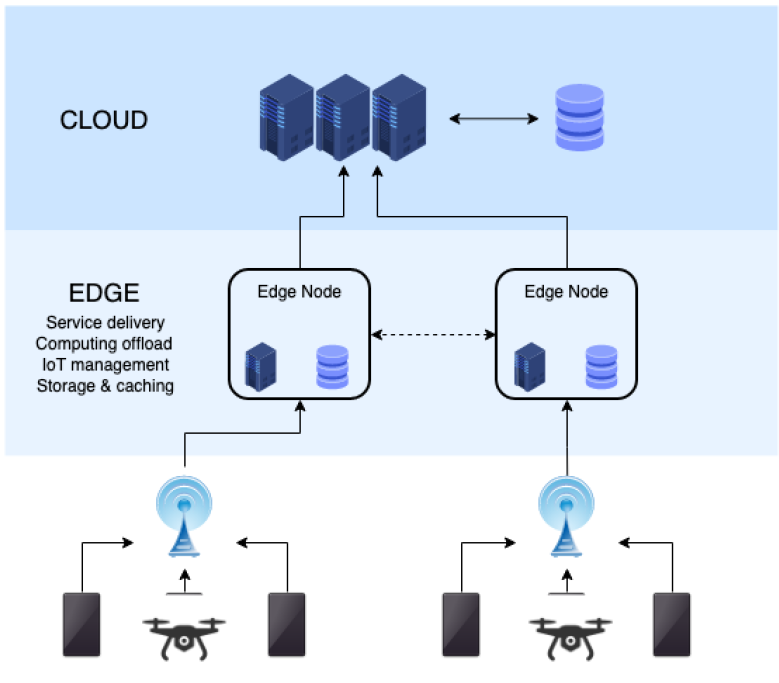 CLOUD
EDGE
Service delivery
Computing offload
IoT management
Storage & caching
Edge Node
Edge Node